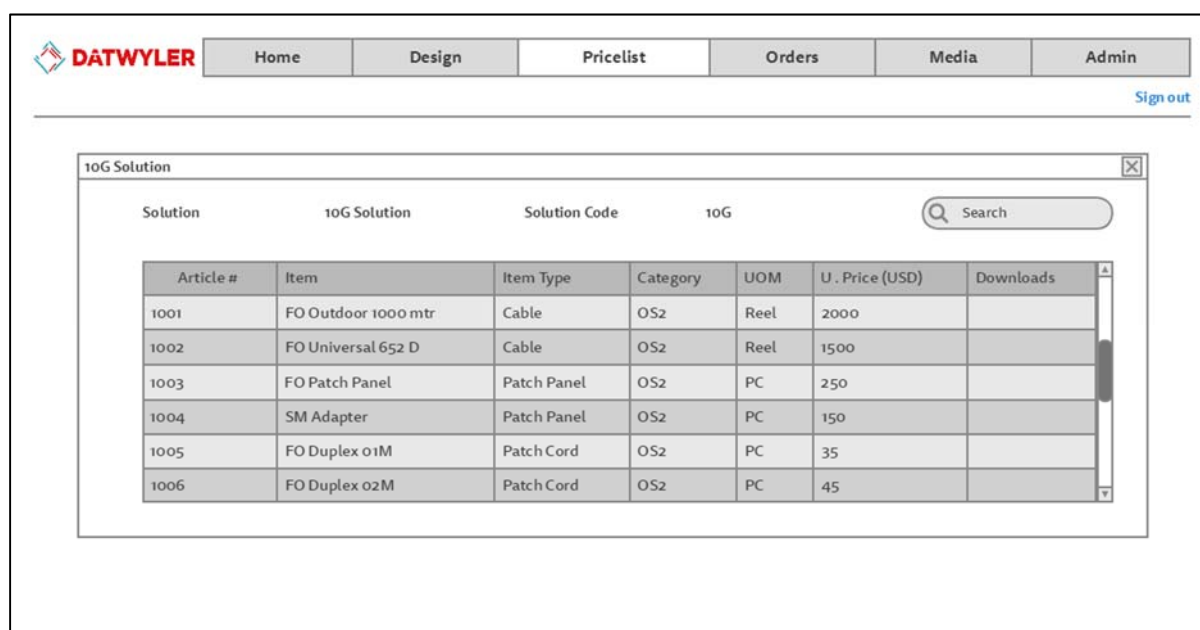 DATWYLER Home Design Pricelist Orders Media Admin
Sign out
10G Solution
Solution 10G Solution Solution Code 10G Search
Article # Item Item Type Category UOM U . Price (USD) Downloads
1001 FO Outdoor 1000 mtr Cable OS2 Reel 2000
1002 FO Universal 652 D Cable OS2 Reel 1500
1003 FO Patch Panel Patch Panel OS2 PC 250
1004 SM Adapter Patch Panel OS2 PC 150
1005 FO Duplex 01M Patch Cord OS2 PC 35
1006 FO Duplex 02M Patch Cord OS2 PC 45